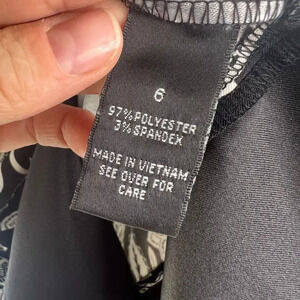 6
97% POLYESTER
3% SPANDEX
MADE IN VIETNAM
SEE OVER FOR
CARE